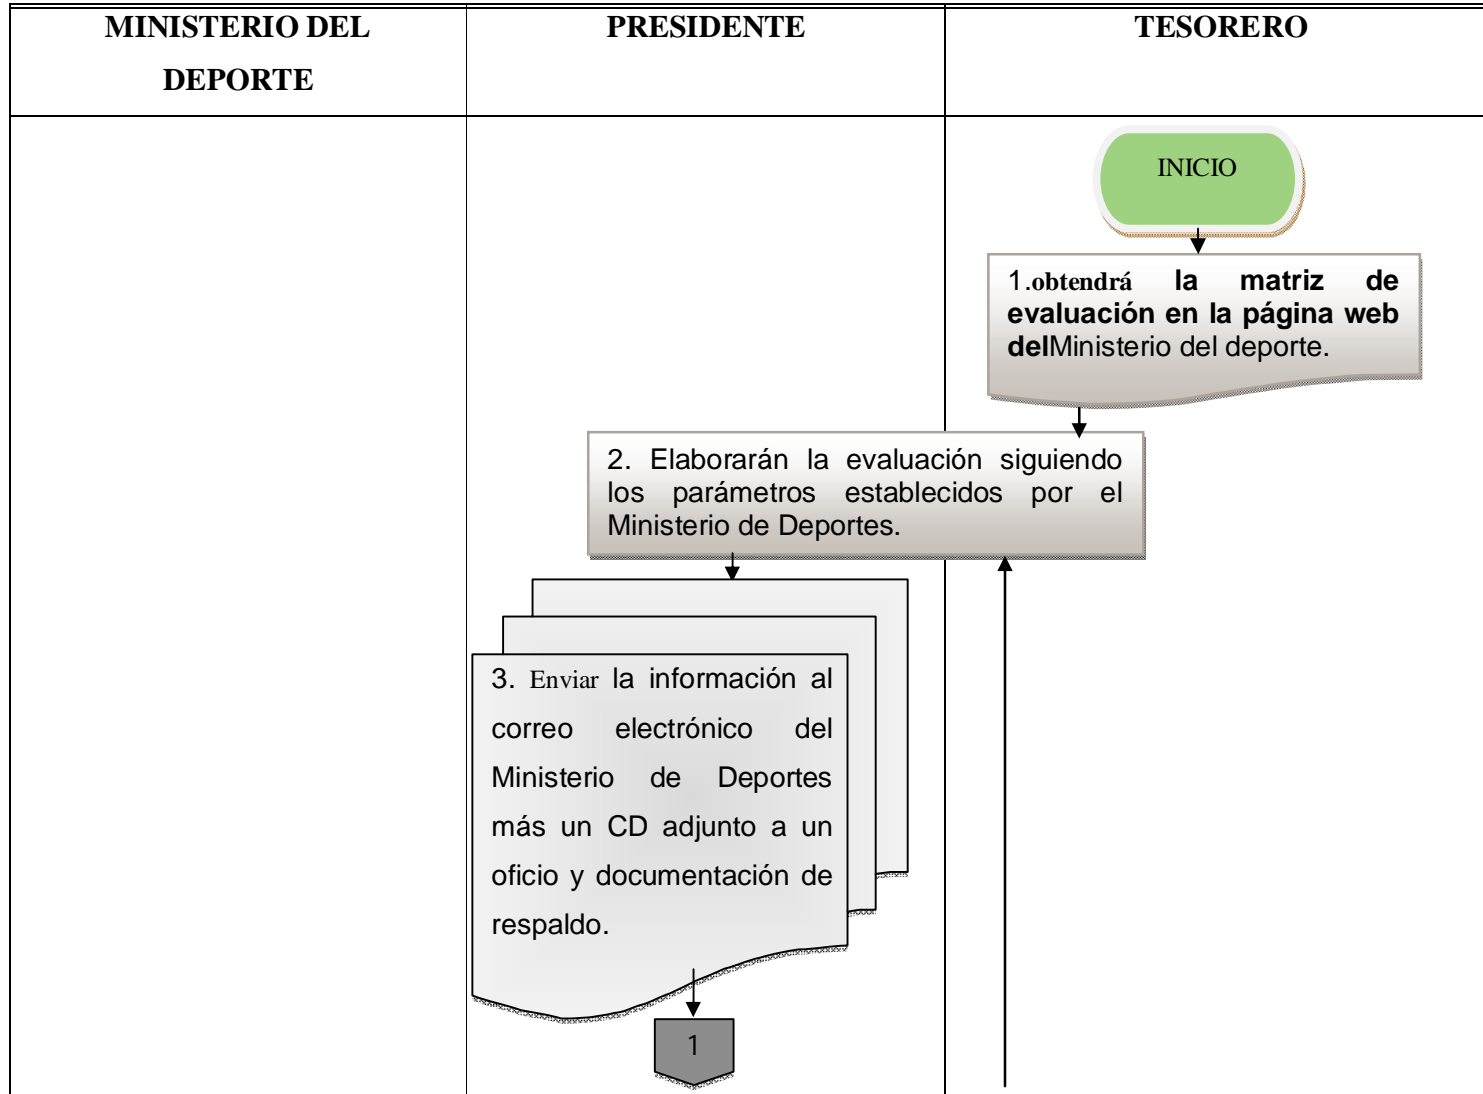 MINISTERIO DEL
DEPORTE
PRESIDENTE
TESORERO
INICIO
1.obtendrá la matriz de
evaluación en la página web
delMinisterio del deporte.
2. Elaborarán la evaluación siguiendo
los parámetros establecidos por el
Ministerio de Deportes.
3. Enviar la información al
correo electrónico del
Ministerio de Deportes
más un CD adjunto a un
oficio y documentación de
respaldo.
1